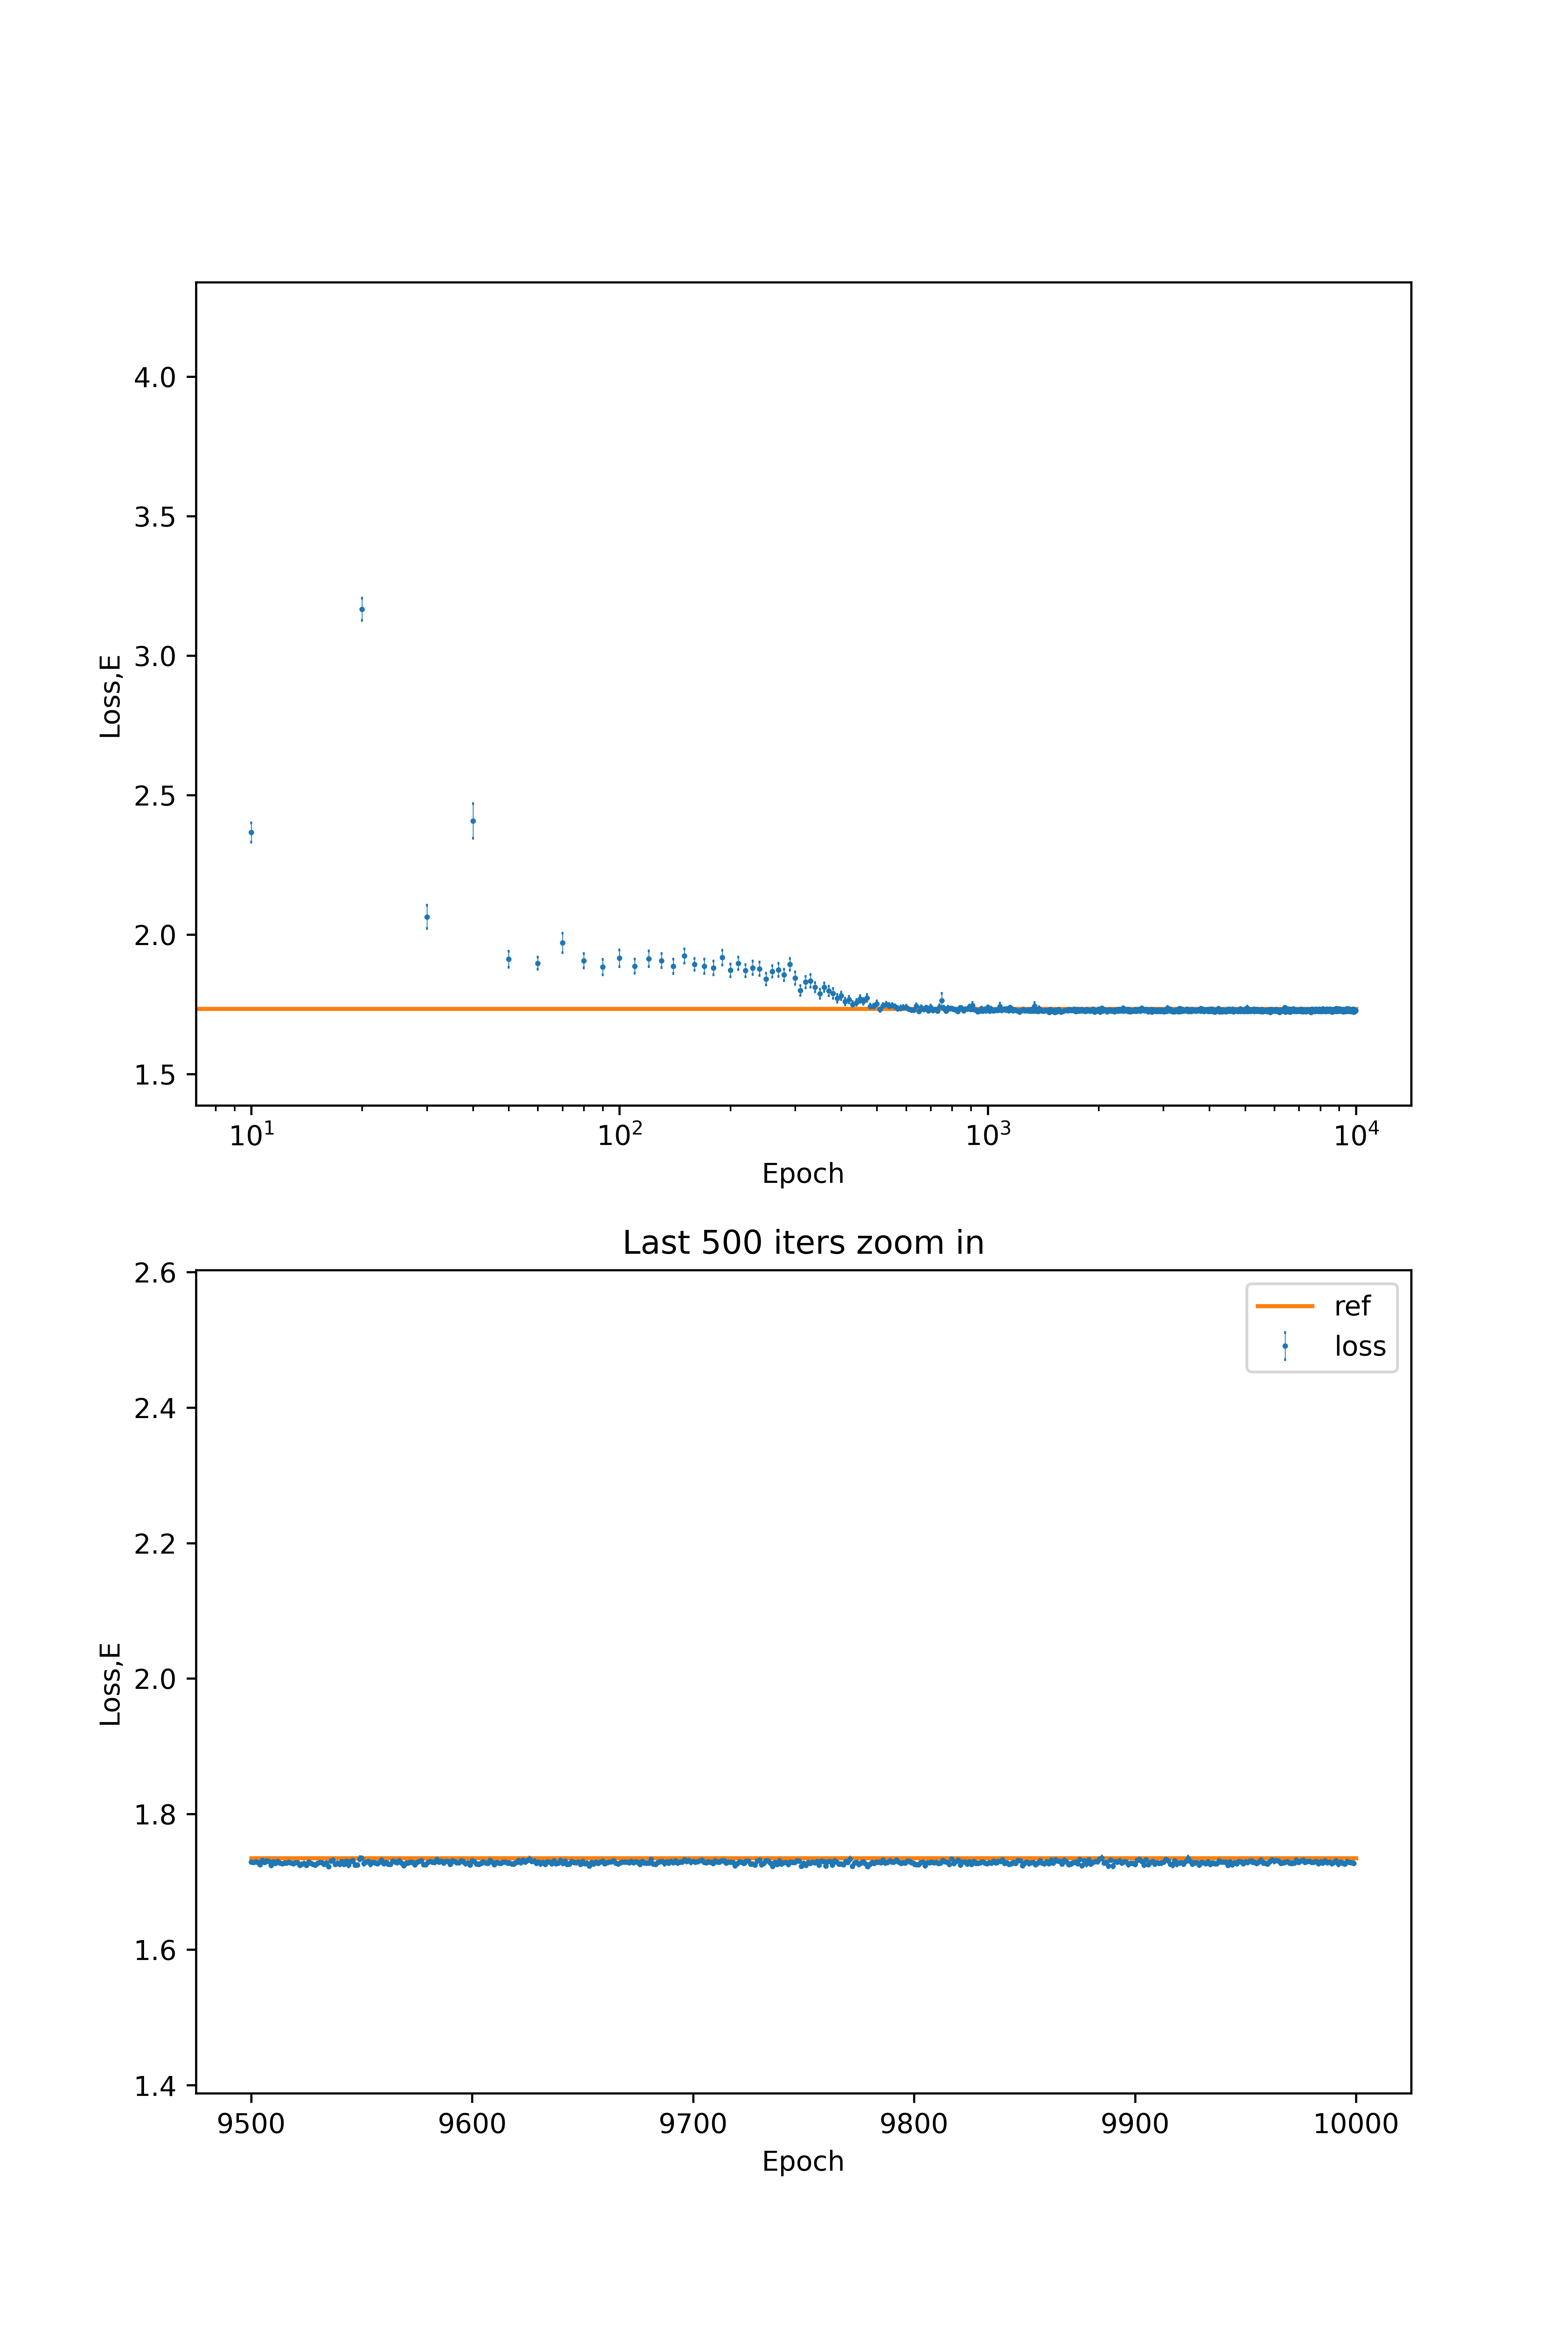 4.0
3.5
3.0
2.5
2.0
1.5
Loss,E
10¹ 10² 10³ 10⁴
Epoch
Last 500 iters zoom in
ref
loss
2.6
2.4
2.2
2.0
1.8
1.6
1.4
Loss,E
9500 9600 9700 9800 9900 10000
Epoch